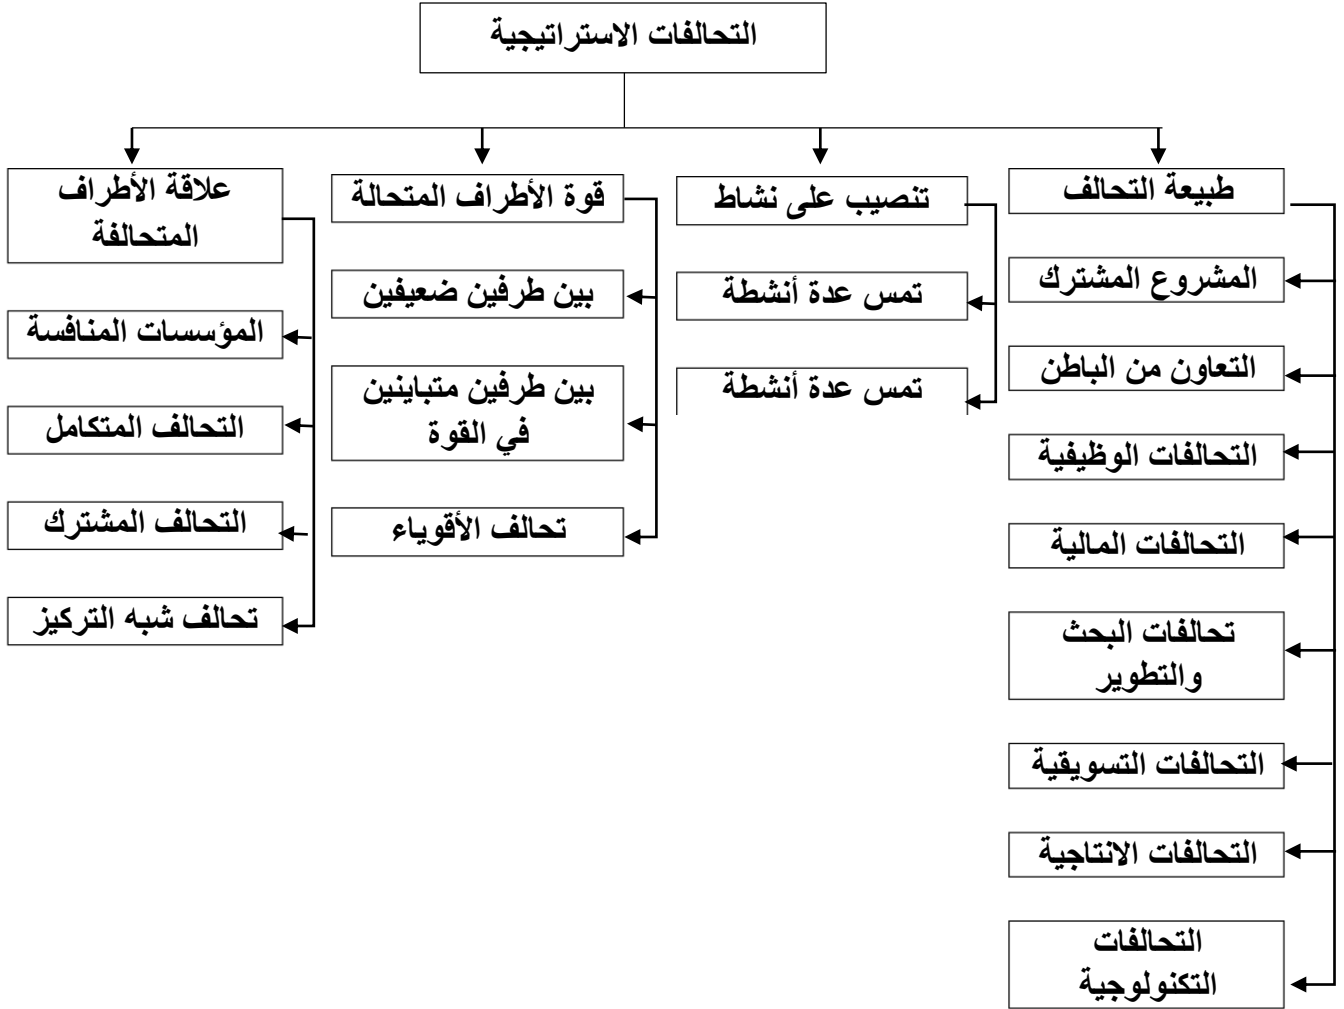 التحالفات الاستراتيجية
طبيعة التحالف
المشروع المشترك
التعاون من الباطن
التحالفات الوظيفية
التحالفات المالية
تحالفات البحث
والتطوير
التحالفات التسويقية
التحالفات الانتاجية
التحالفات
التكنولوجية
تنصيب على نشاط
تمس عدة أنشطة
تمس عدة أنشطة
قوة الأطراف المتحالة
بين طرفين ضعيفين
بين طرفين متباينين
في القوة
تحالف الأقوياء
علاقة الأطراف
المتحالفة
المؤسسات المنافسة
التحالف المتكامل
التحالف المشترك
تحالف شبه التركيز